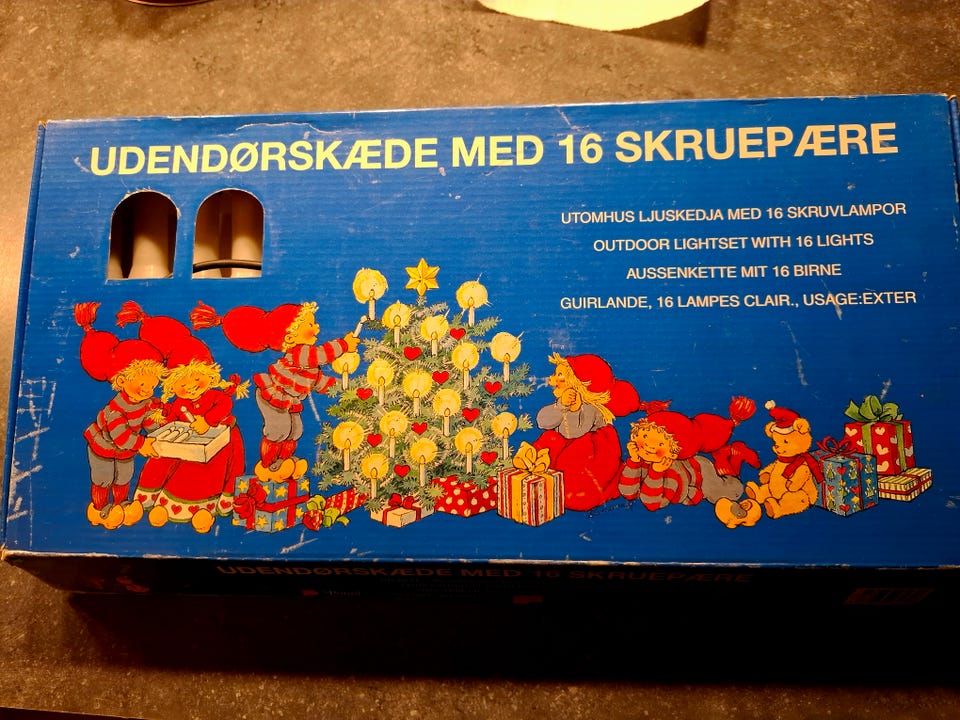 UDENDØRSKÆDE MED 16 SKRUEPÆRE
UTOMHUS LJUSKEDJA MED 16 SKRUVLAMPOR
OUTDOOR LIGHTSET WITH 16 LIGHTS
AUSSENKETTE MIT 16 BIRNE
GUIRLANDE, 16 LAMPES CLAIR., USAGE:EXTER
UDENDØRSKÆDE MED 16 SKRUEPÆRE